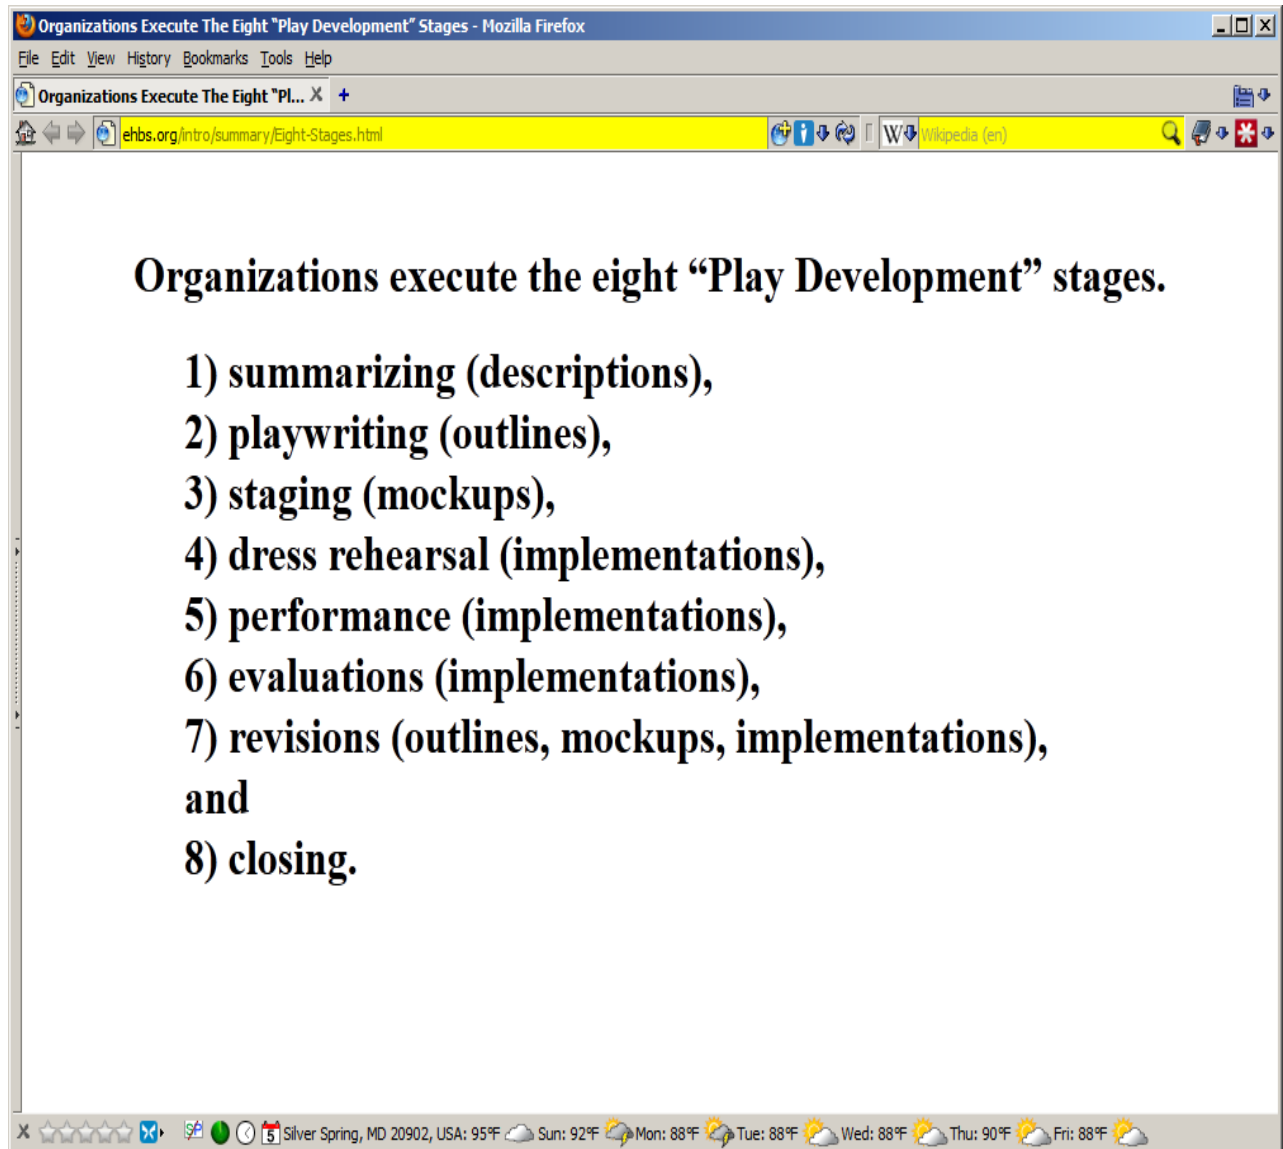 Organizations Execute The Eight “Play Development” Stages - Mozilla Firefox
File Edit View History Bookmarks Tools Help
Organizations Execute The Eight “Pl... X +
ehbs.org/intro/summary/Eight-Stages.html W Wikipedia (en)
Organizations execute the eight “Play Development” stages.
1) summarizing (descriptions),
2) playwriting (outlines),
3) staging (mockups),
4) dress rehearsal (implementations),
5) performance (implementations),
6) evaluations (implementations),
7) revisions (outlines, mockups, implementations),
and
8) closing.
X 5 Silver Spring, MD 20902, USA: 95°F Sun: 92°F Mon: 88°F Tue: 88°F Wed: 88°F Thu: 90°F Fri: 88°F